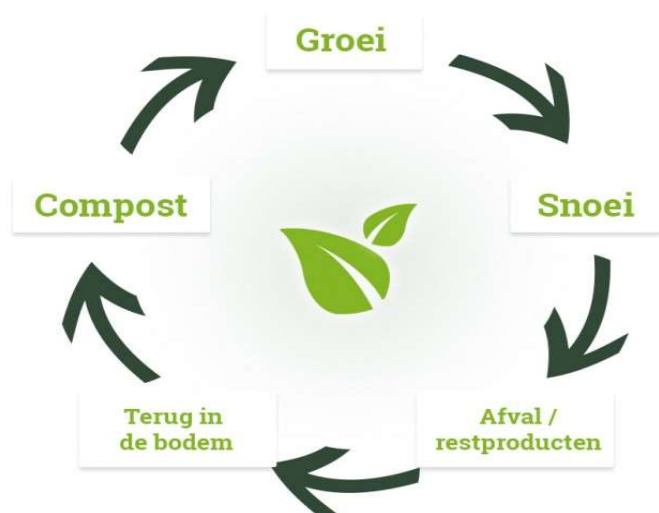 Groei
Snoei
Afval /
restproducten
Terug in
de bodem
Compost